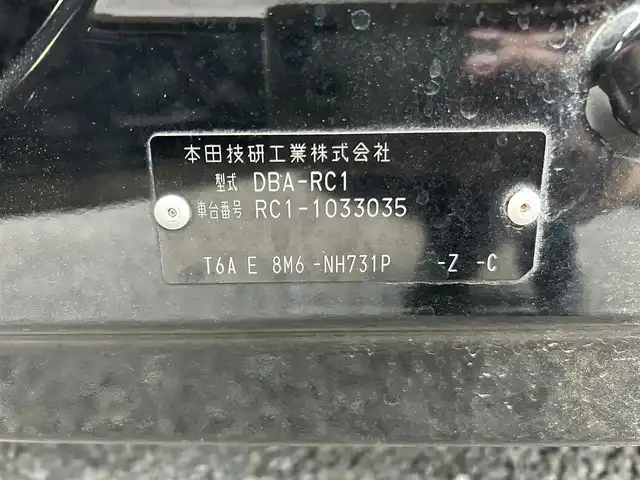 本田技研工業株式会社
型式 DBA-RC1
車台番号 RC1-1033035
T6A E 8M6 -NH731P -Z -C